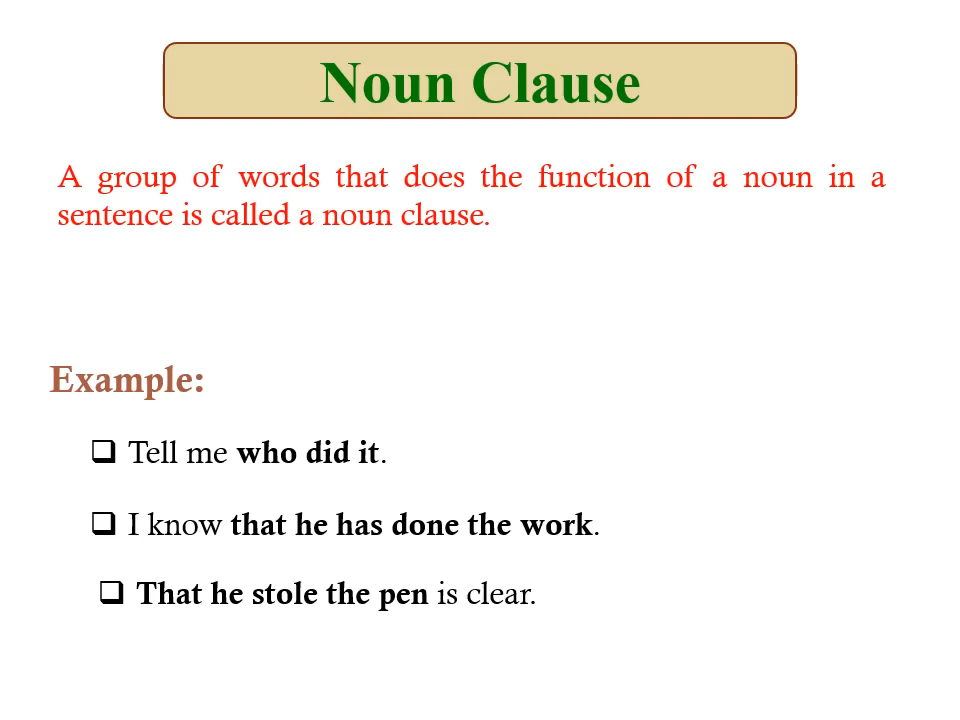 Noun Clause
A group of words that does the function of a noun in a
sentence is called a noun clause.
Example:
❑ Tell me who did it.
❑ I know that he has done the work.
❑ That he stole the pen is clear.